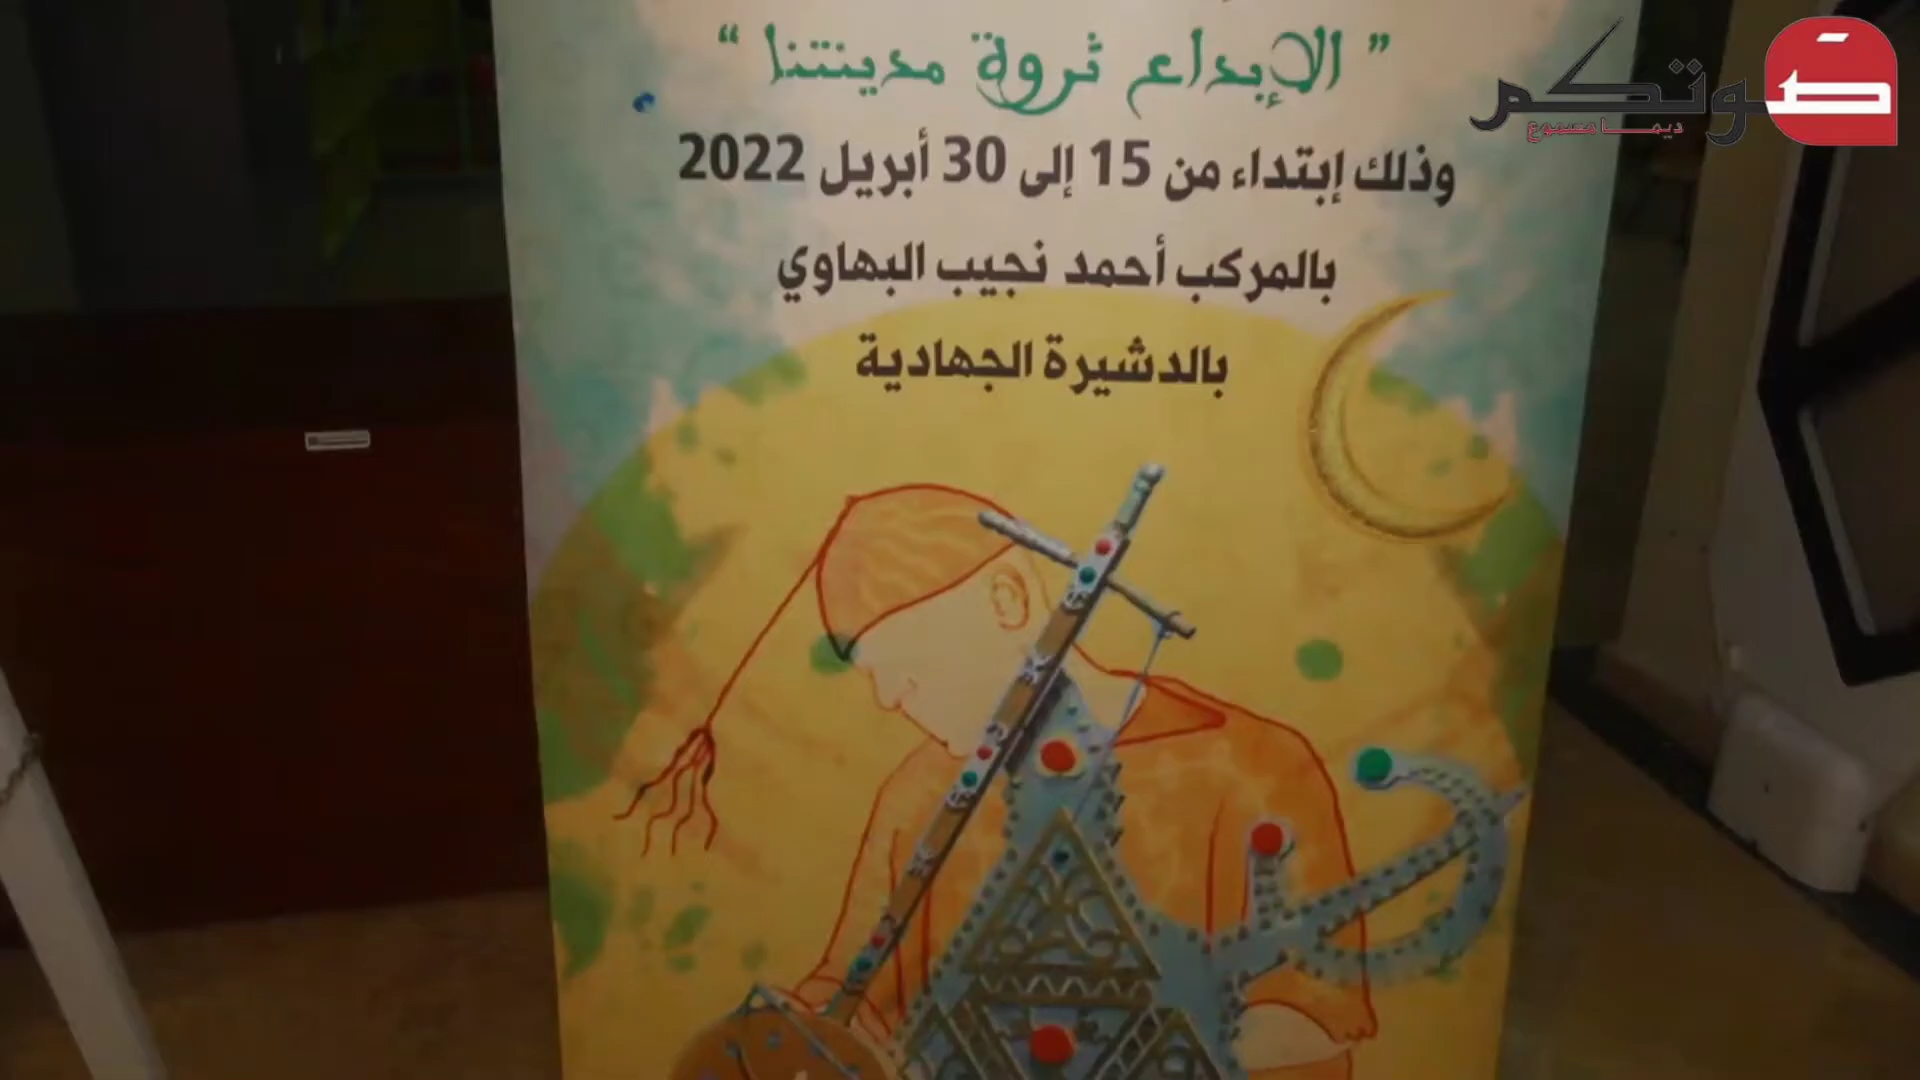 " الإبداع ثروة مدينتنا "
وذلك إبتداء من 15 إلى 30 أبريل 2022
بالمركب أحمد نجيب البهاوي
بالدشيرة الجهادية
صوتكم
ديما مسموع